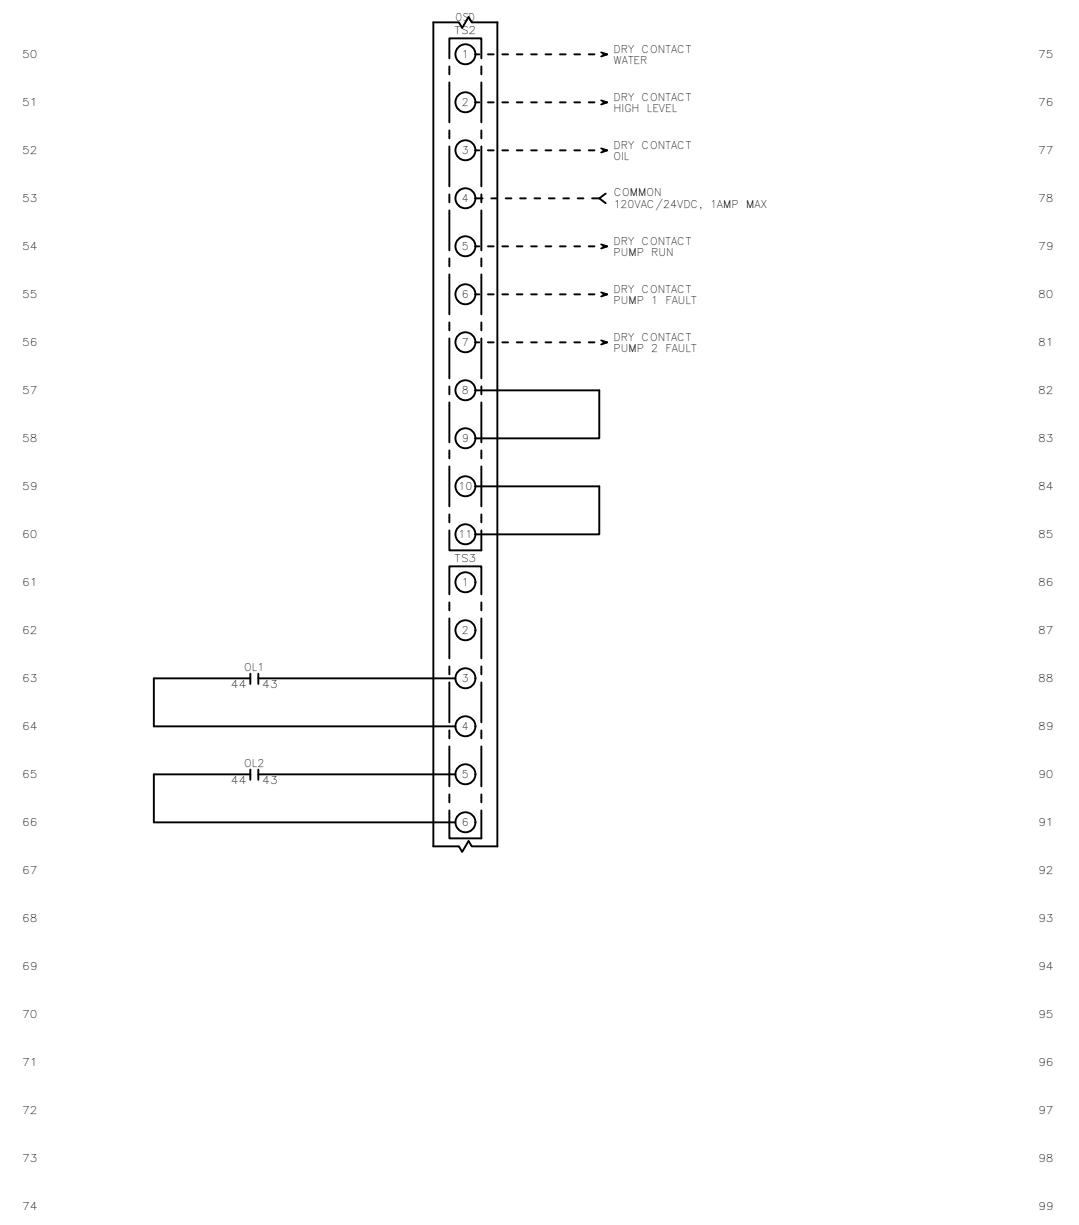 OSD
TS2
50 1 DRY CONTACT 75
WATER
51 2 DRY CONTACT 76
HIGH LEVEL
52 3 DRY CONTACT 77
OIL
53 4 COMMON 78
120VAC/24VDC, 1AMP MAX
54 5 DRY CONTACT 79
PUMP RUN
55 6 DRY CONTACT 80
PUMP 1 FAULT
56 7 DRY CONTACT 81
PUMP 2 FAULT
57 8 82
58 9 83
59 10 84
60 11 85
TS3
61 1 86
62 2 87
OL1
63 3 88
44 43
64 4 89
OL2
65 5 90
44 43
66 6 91
67 92
68 93
69 94
70 95
71 96
72 97
73 98
74 99